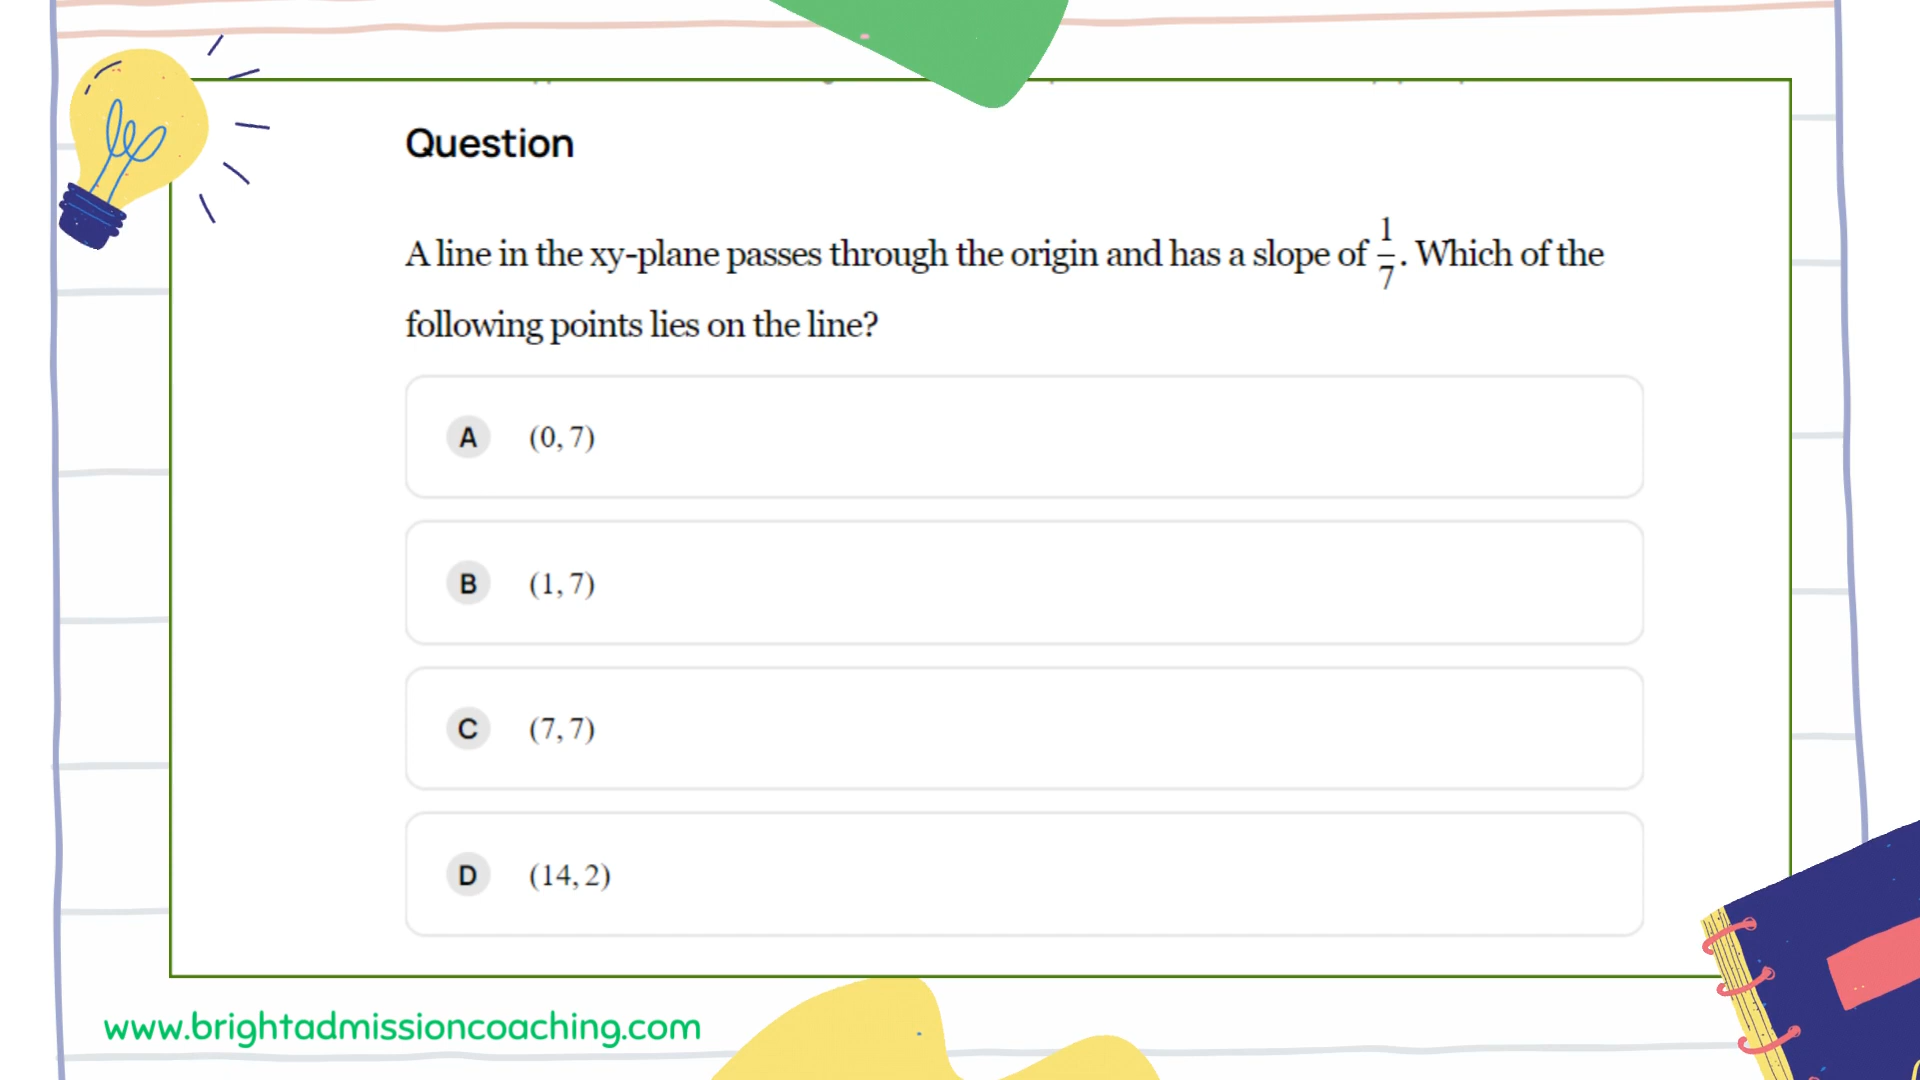 Question
A line in the xy-plane passes through the origin and has a slope of 1/7. Which of the
following points lies on the line?
A (0, 7)
B (1, 7)
C (7, 7)
D (14, 2)
www.brightadmissioncoaching.com